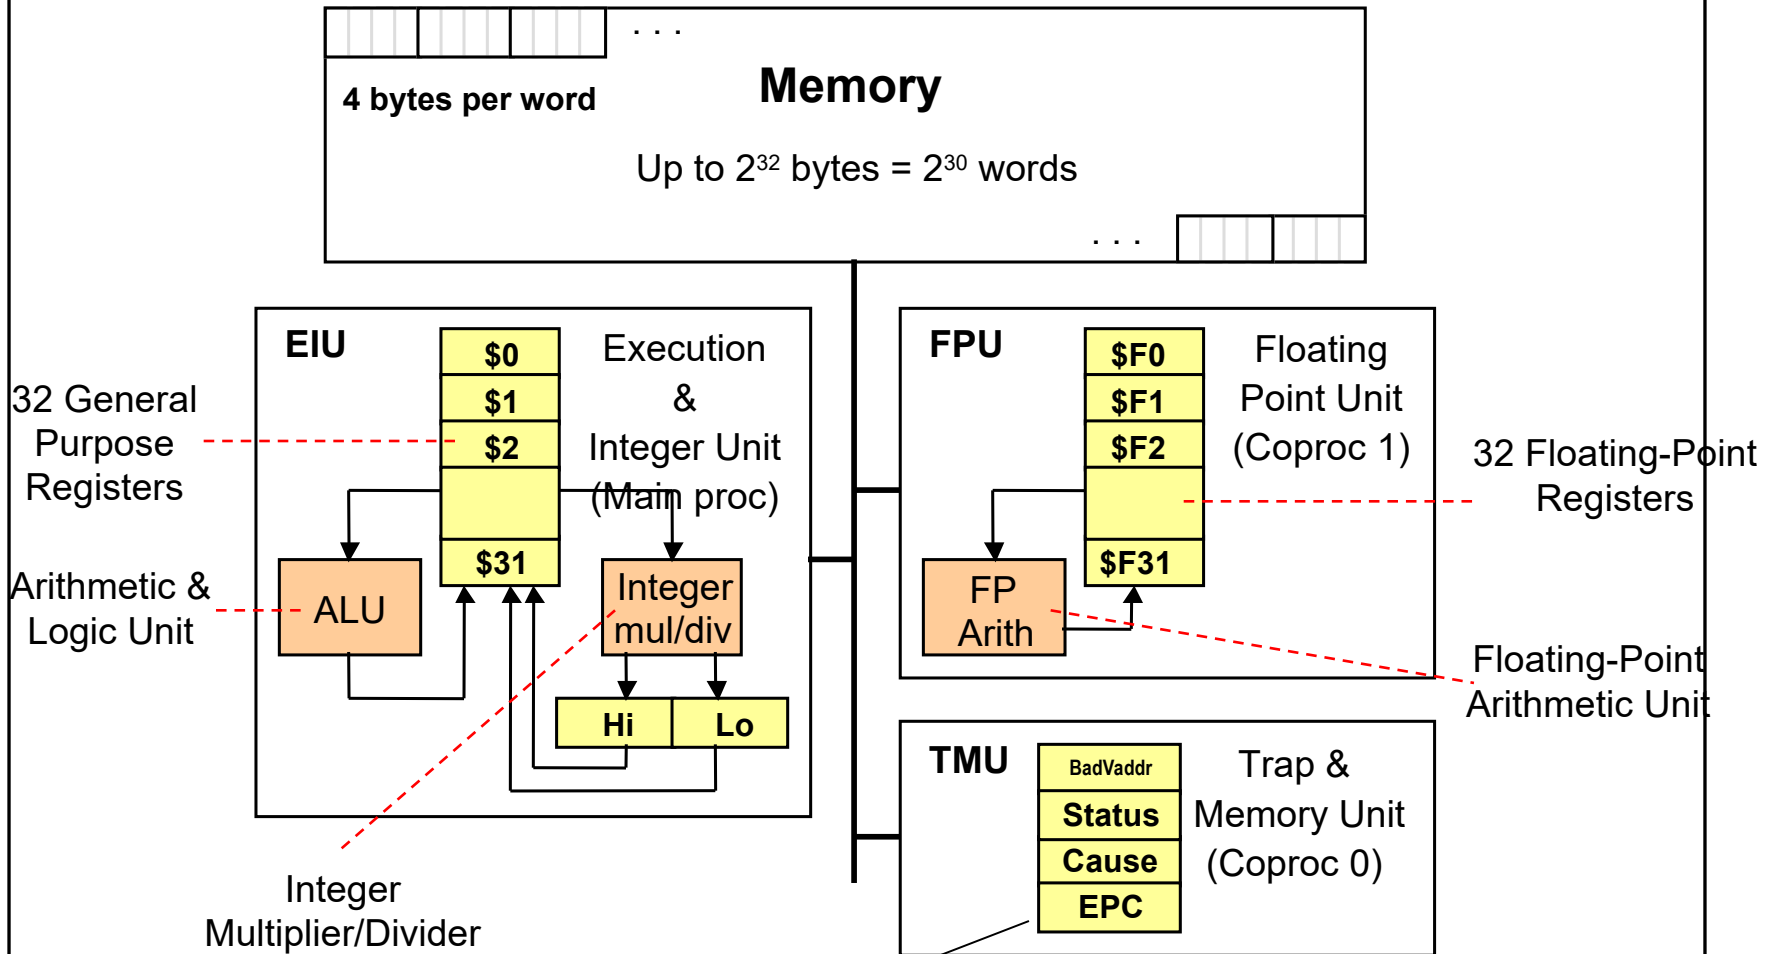 . . .
4 bytes per word
Memory
Up to 2³² bytes = 2³⁰ words
. . .
EIU
$0
$1
$2
$31
Execution
&
Integer Unit
(Main proc)
32 General
Purpose
Registers
Arithmetic &
Logic Unit
ALU
Integer
mul/div
Hi
Lo
Integer
Multiplier/Divider
FPU
$F0
$F1
$F2
$F31
Floating
Point Unit
(Coproc 1)
32 Floating-Point
Registers
FP
Arith
Floating-Point
Arithmetic Unit
TMU
BadVaddr
Status
Cause
EPC
Trap &
Memory Unit
(Coproc 0)